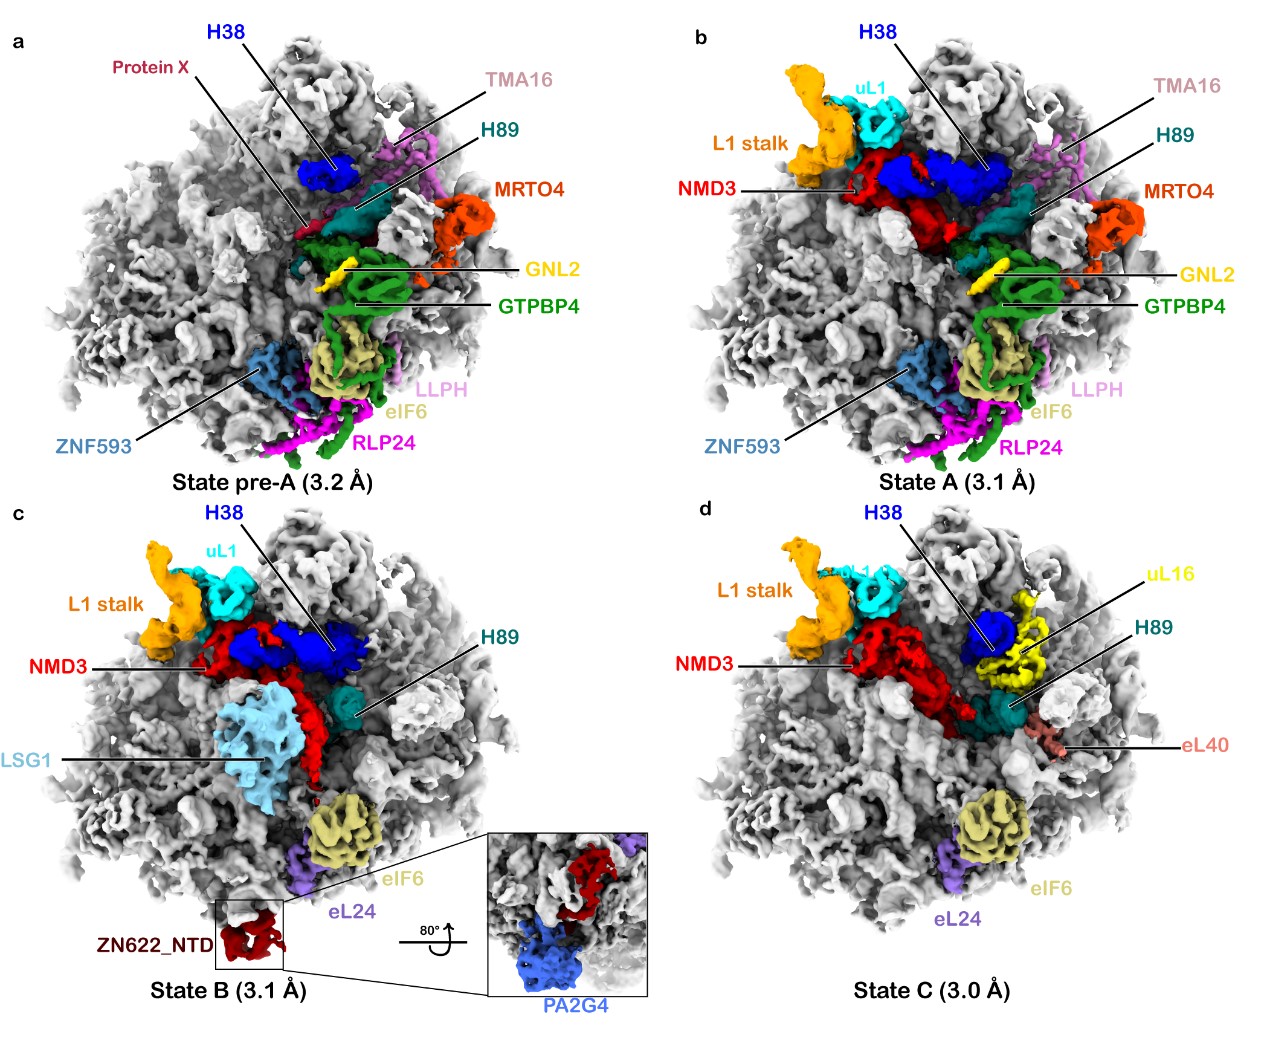 a
H38
Protein X
TMA16
H89
MRTO4
GNL2
GTPBP4
LLPH
eIF6
RLP24
ZNF593
State pre-A (3.2 Å)
b
H38
uL1
TMA16
L1 stalk
H89
NMD3
MRTO4
GNL2
GTPBP4
LLPH
eIF6
ZNF593
RLP24
State A (3.1 Å)
c
H38
uL1
L1 stalk
H89
NMD3
LSG1
eIF6
eL24
ZN622_NTD
80°
PA2G4
State B (3.1 Å)
d
H38
uL16
L1 stalk
uL1
H89
NMD3
eL40
eIF6
eL24
State C (3.0 Å)